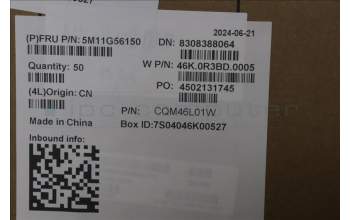 2024-06-21
(P)FRU P/N: 5M11G56150
DN: 8308388064
W P/N: 46K.0R3BD.0005
Quantity: 50
PO: 4502131745
(4L)Origin: CN
P/N: CQM46L01W
Made in China
Box ID:7S04046K00527
Inbound info: